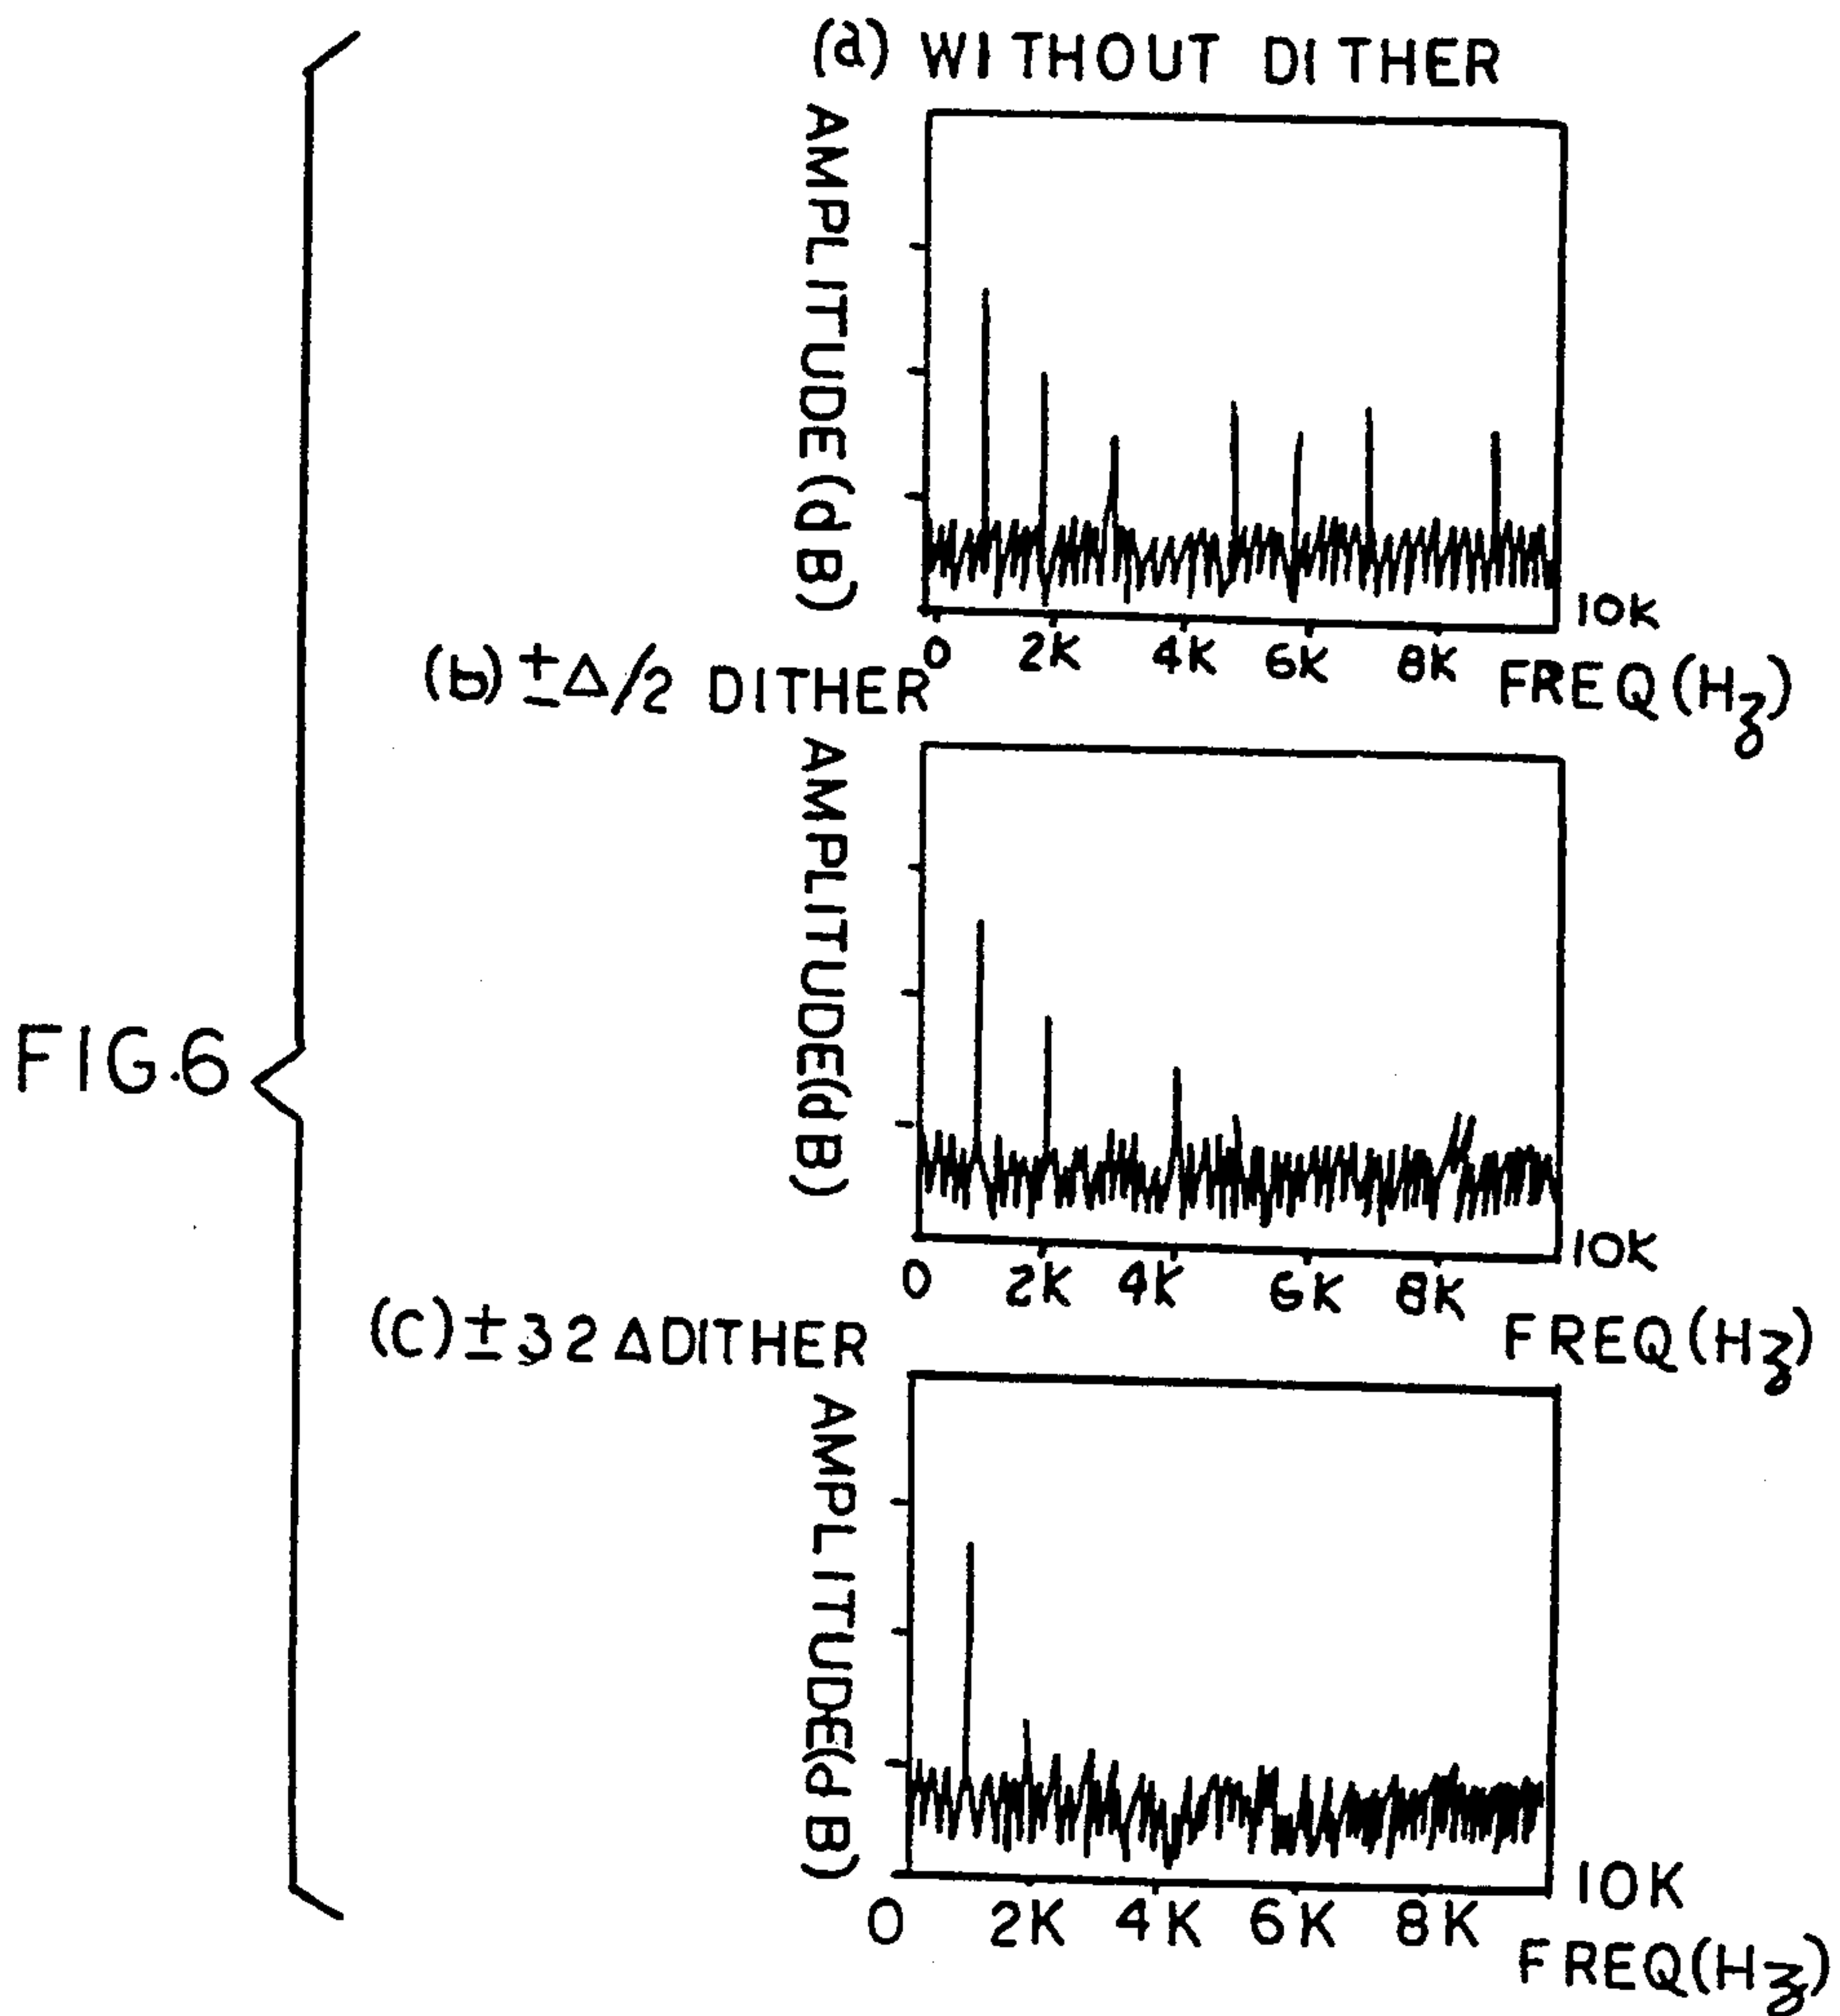 (a) WITHOUT DITHER
AMPLITUDE (dB)
10K
0 2K 4K 6K 8K
FREQ (Hz)
(b) ±Δ/2 DITHER
AMPLITUDE(dB)
10K
0 2K 4K 6K 8K
FREQ (Hz)
FIG.6
(C) ±32 Δ DITHER
AMPLITUDE(dB)
10K
0 2K 4K 6K 8K
FREQ(Hz)